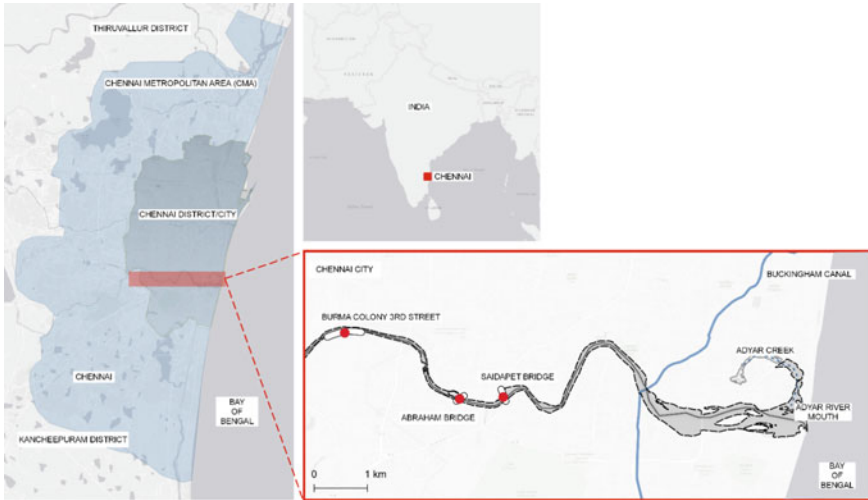 THIRUVALLUR DISTRICT
CHENNAI METROPOLITAN AREA (CMA)
CHENNAI DISTRICT/CITY
CHENNAI
KANCHEEPURAM DISTRICT
BAY
OF
BENGAL
INDIA
CHENNAI
CHENNAI CITY
BUCKINGHAM CANAL
BURMA COLONY 3RD STREET
ADYAR CREEK
SAIDAPET BRIDGE
ABRAHAM BRIDGE
ADYAR RIVER
MOUTH
0 1 km
BAY
OF
BENGAL